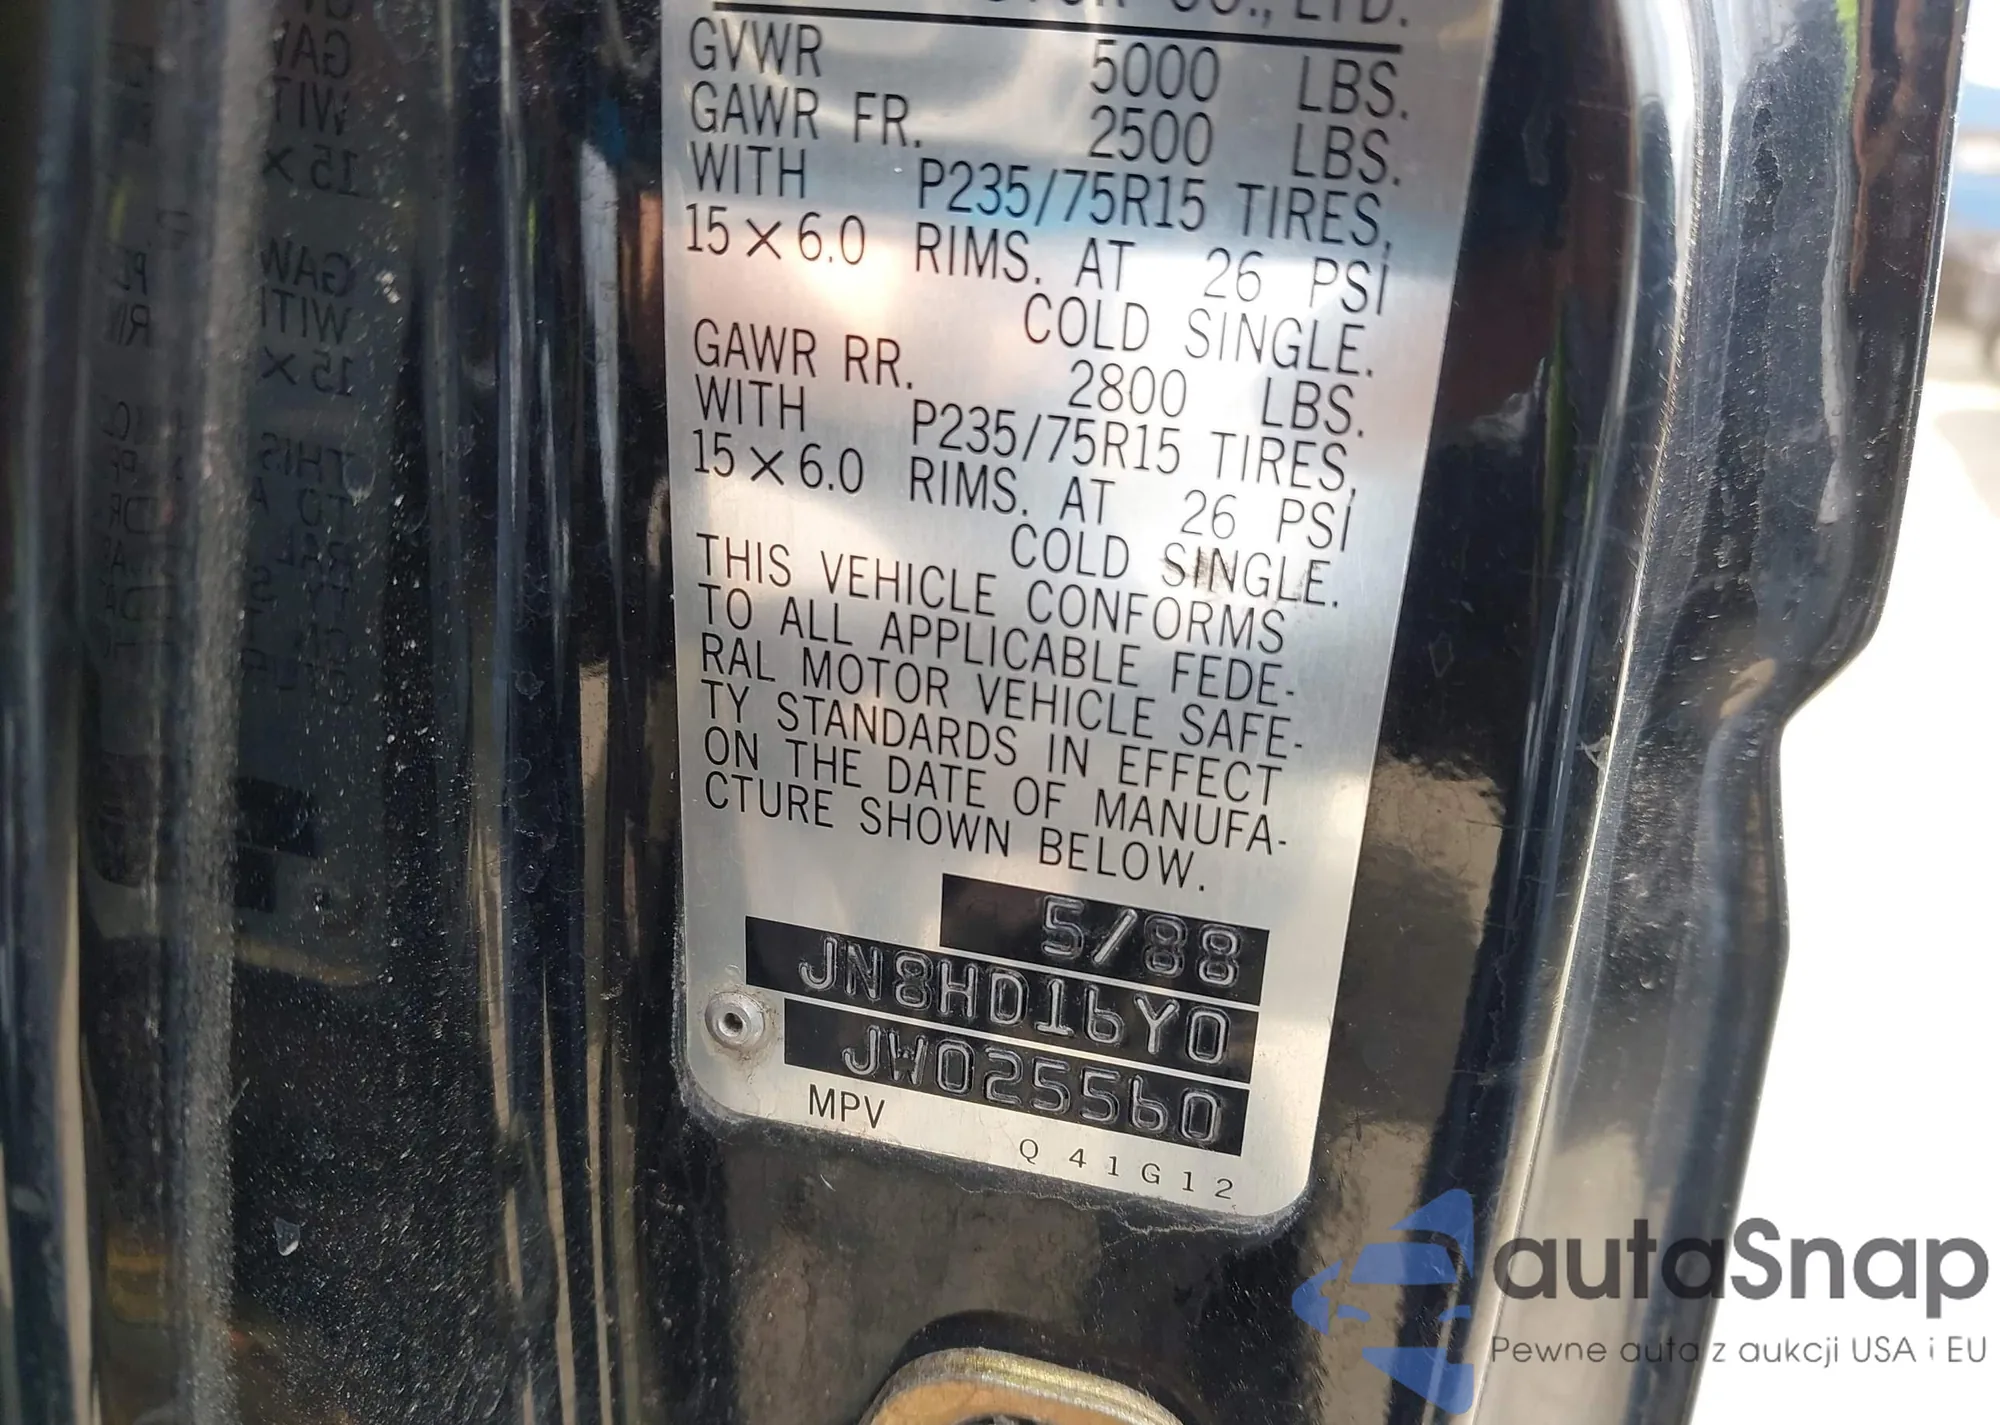 CO., LTD.
GVWR 5000 LBS.
GAWR FR. 2500 LBS.
WITH P235/75R15 TIRES,
15×6.0 RIMS. AT 26 PSI
COLD SINGLE.
GAWR RR. 2800 LBS.
WITH P235/75R15 TIRES,
15×6.0 RIMS. AT 26 PSI
COLD SINGLE.
THIS VEHICLE CONFORMS
TO ALL APPLICABLE FEDE-
RAL MOTOR VEHICLE SAFE-
TY STANDARDS IN EFFECT
ON THE DATE OF MANUFA-
CTURE SHOWN BELOW.
5/88
JN8HD16Y0
JW025560
MPV
Q41G12
autaSnap
Pewne auta z aukcji USA i EU